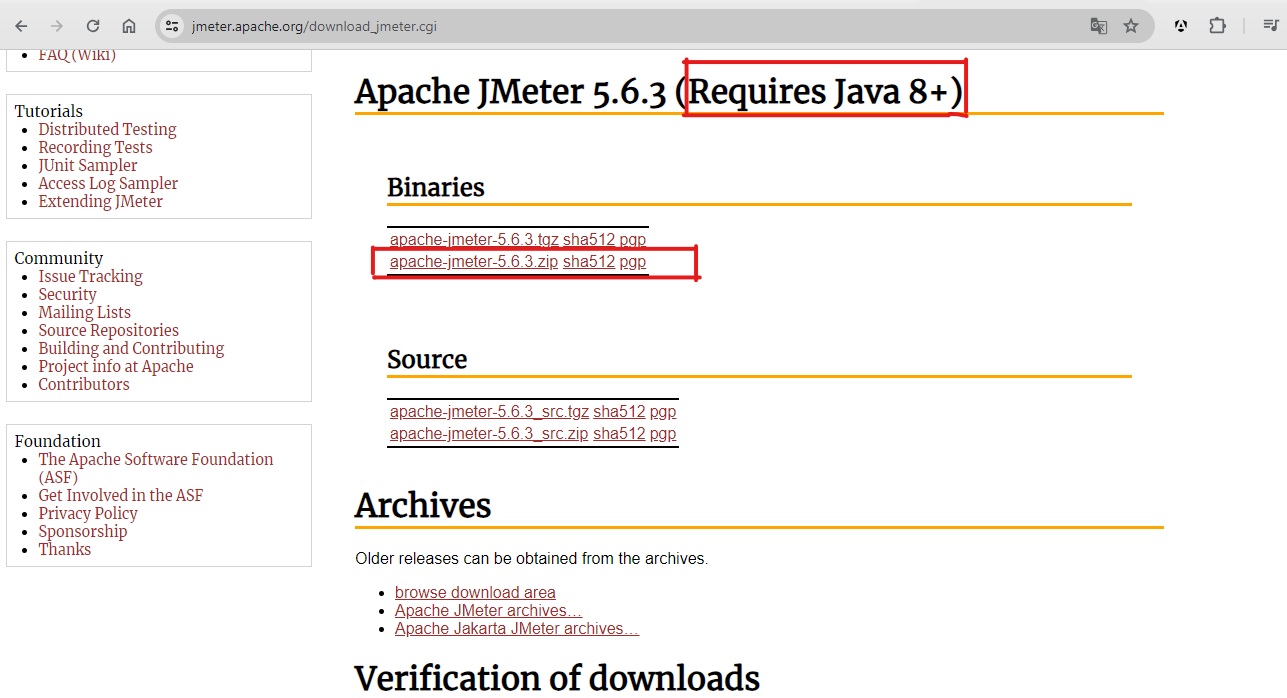 jmeter.apache.org/download_jmeter.cgi
FAQ (Wiki)
Tutorials
Distributed Testing
Recording Tests
JUnit Sampler
Access Log Sampler
Extending JMeter
Community
Issue Tracking
Security
Mailing Lists
Source Repositories
Building and Contributing
Project info at Apache
Contributors
Foundation
The Apache Software Foundation
(ASF)
Get Involved in the ASF
Privacy Policy
Sponsorship
Thanks
Apache JMeter 5.6.3 (Requires Java 8+)
Binaries
apache-jmeter-5.6.3.tgz sha512 pgp
apache-jmeter-5.6.3.zip sha512 pgp
Source
apache-jmeter-5.6.3_src.tgz sha512 pgp
apache-jmeter-5.6.3_src.zip sha512 pgp
Archives
Older releases can be obtained from the archives.
browse download area
Apache JMeter archives…
Apache Jakarta JMeter archives…
Verification of downloads